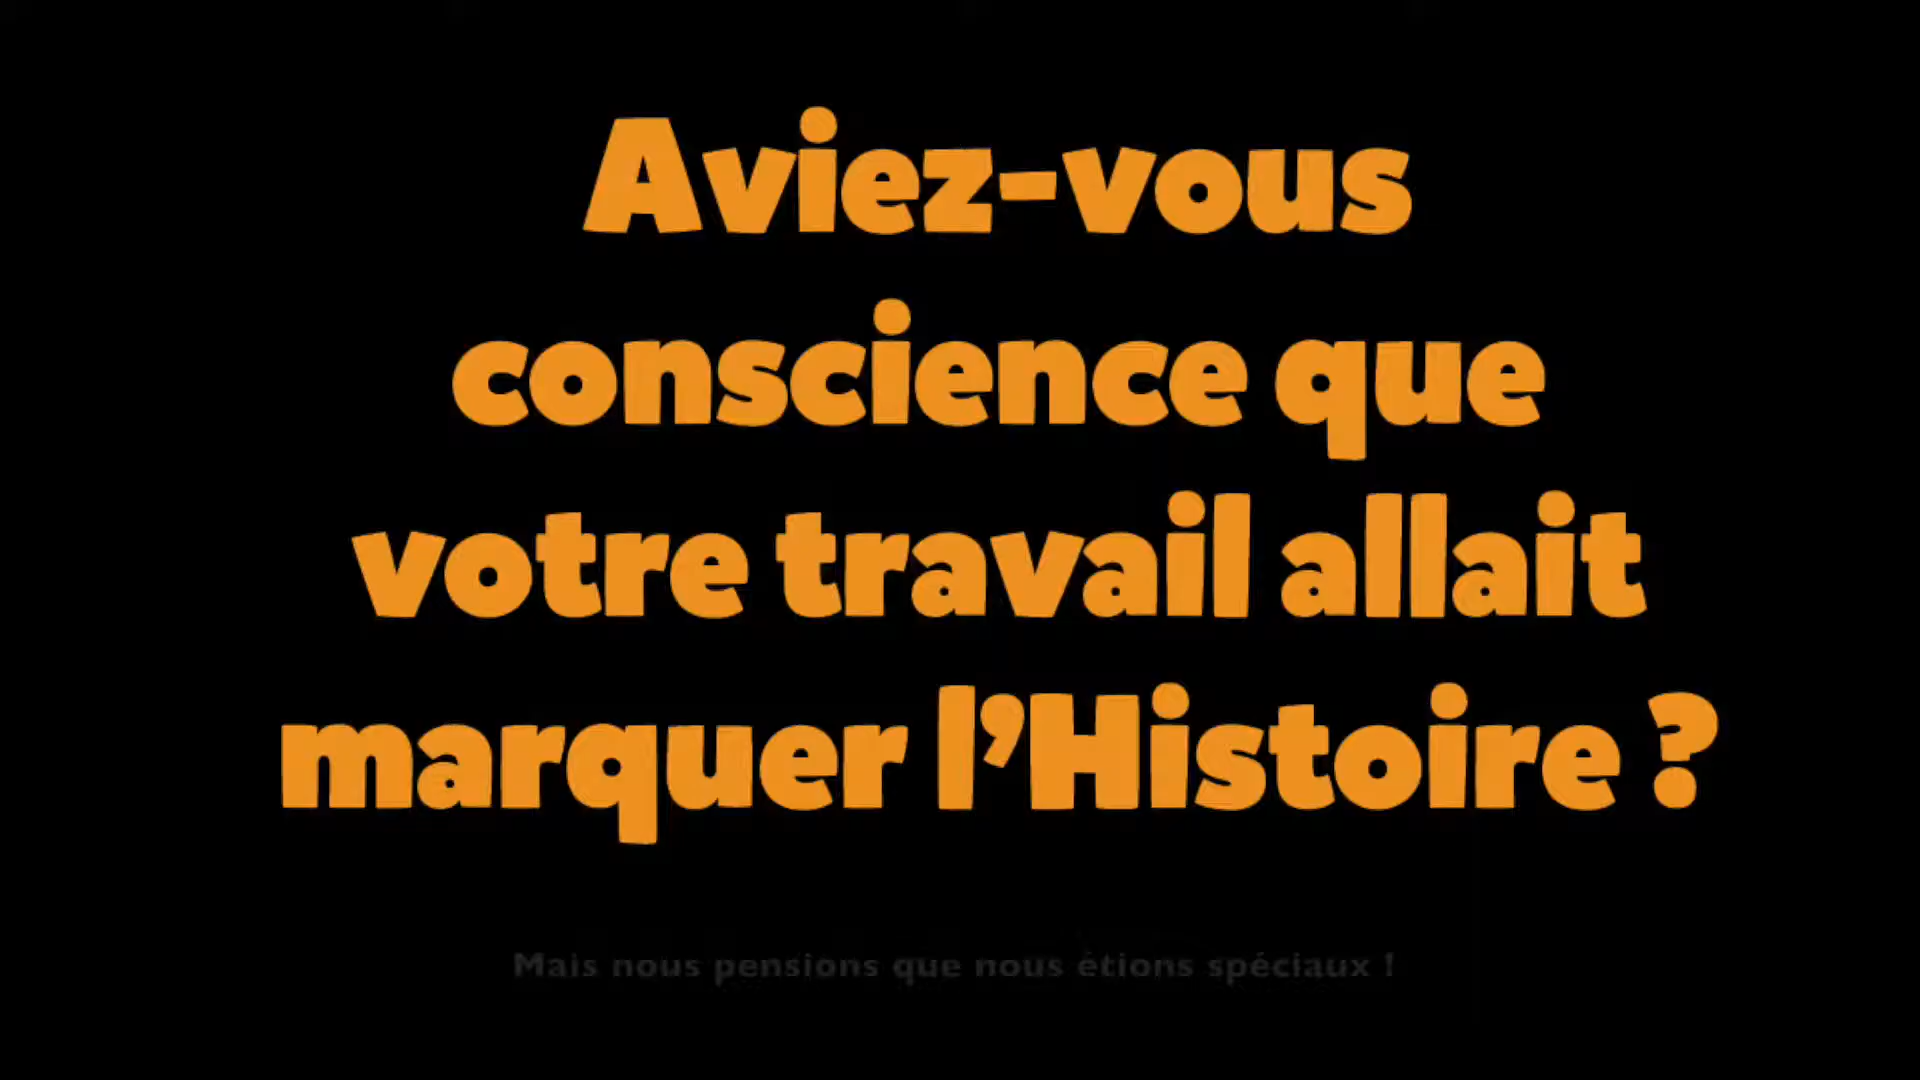 Aviez-vous
conscience que
votre travail allait
marquer l’Histoire ?
Mais nous pensions que nous étions spéciaux !